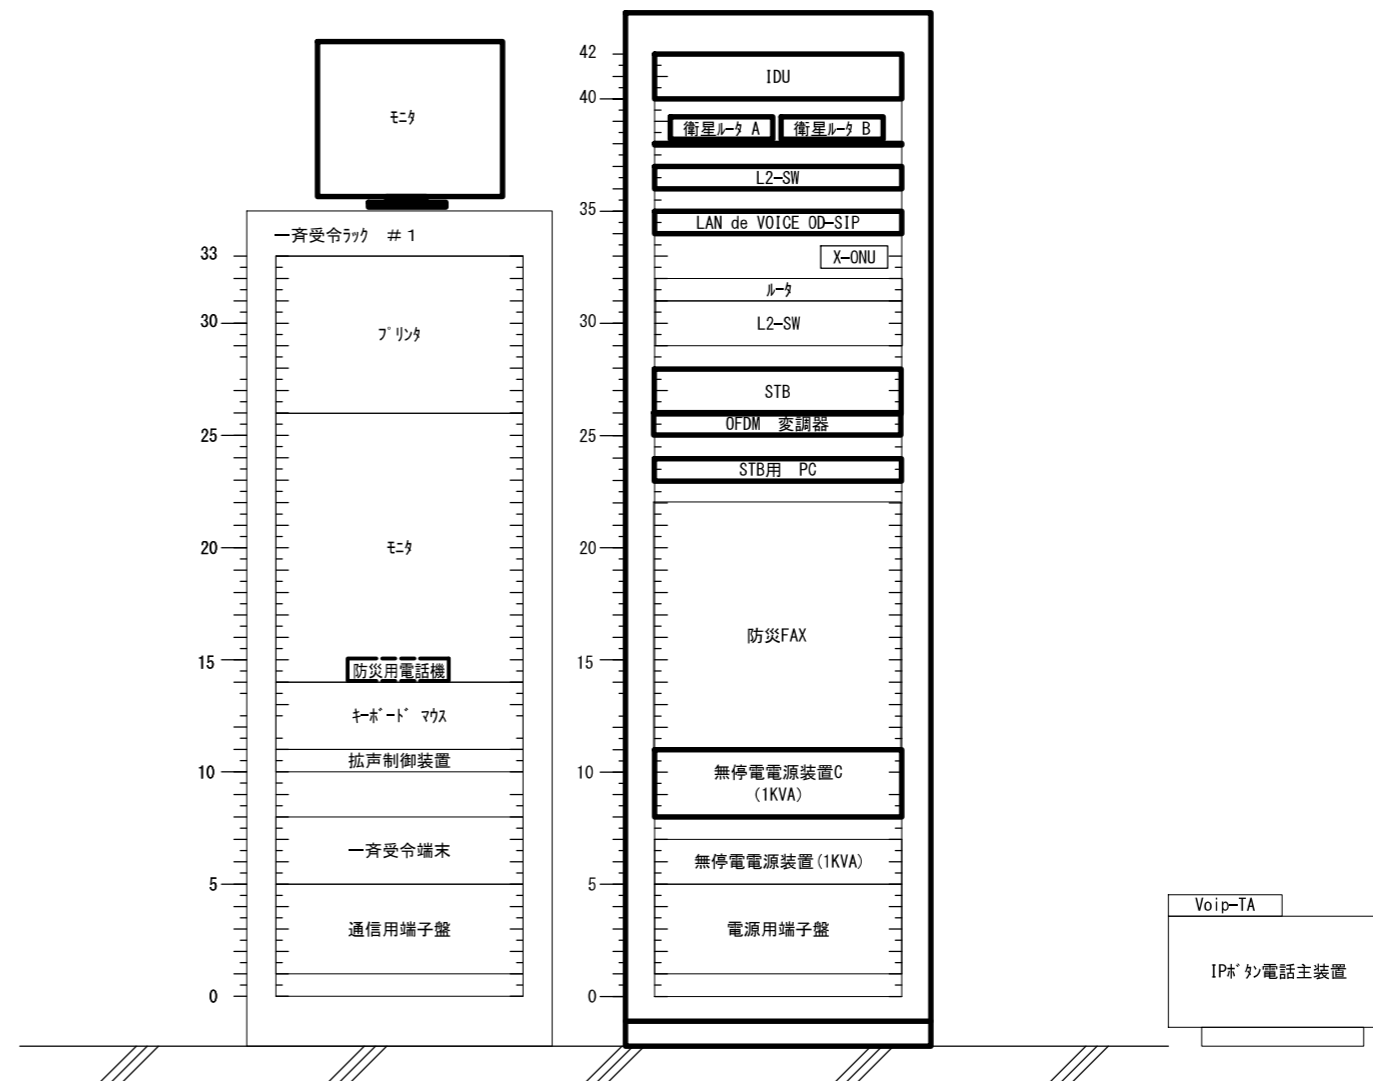 モニタ
一斉受令ラック ＃１
33
30
25
20
15
10
5
0
プリンタ
モニタ
防災用電話機
キーボード マウス
拡声制御装置
一斉受令端末
通信用端子盤
42
40
35
30
25
20
15
10
5
0
IDU
衛星ルータ A 衛星ルータ B
L2-SW
LAN de VOICE OD-SIP
X-ONU
ルータ
L2-SW
STB
OFDM 変調器
STB用 PC
防災FAX
無停電電源装置C
(1KVA)
無停電電源装置(1KVA)
電源用端子盤
Voip-TA
IPボタン電話主装置